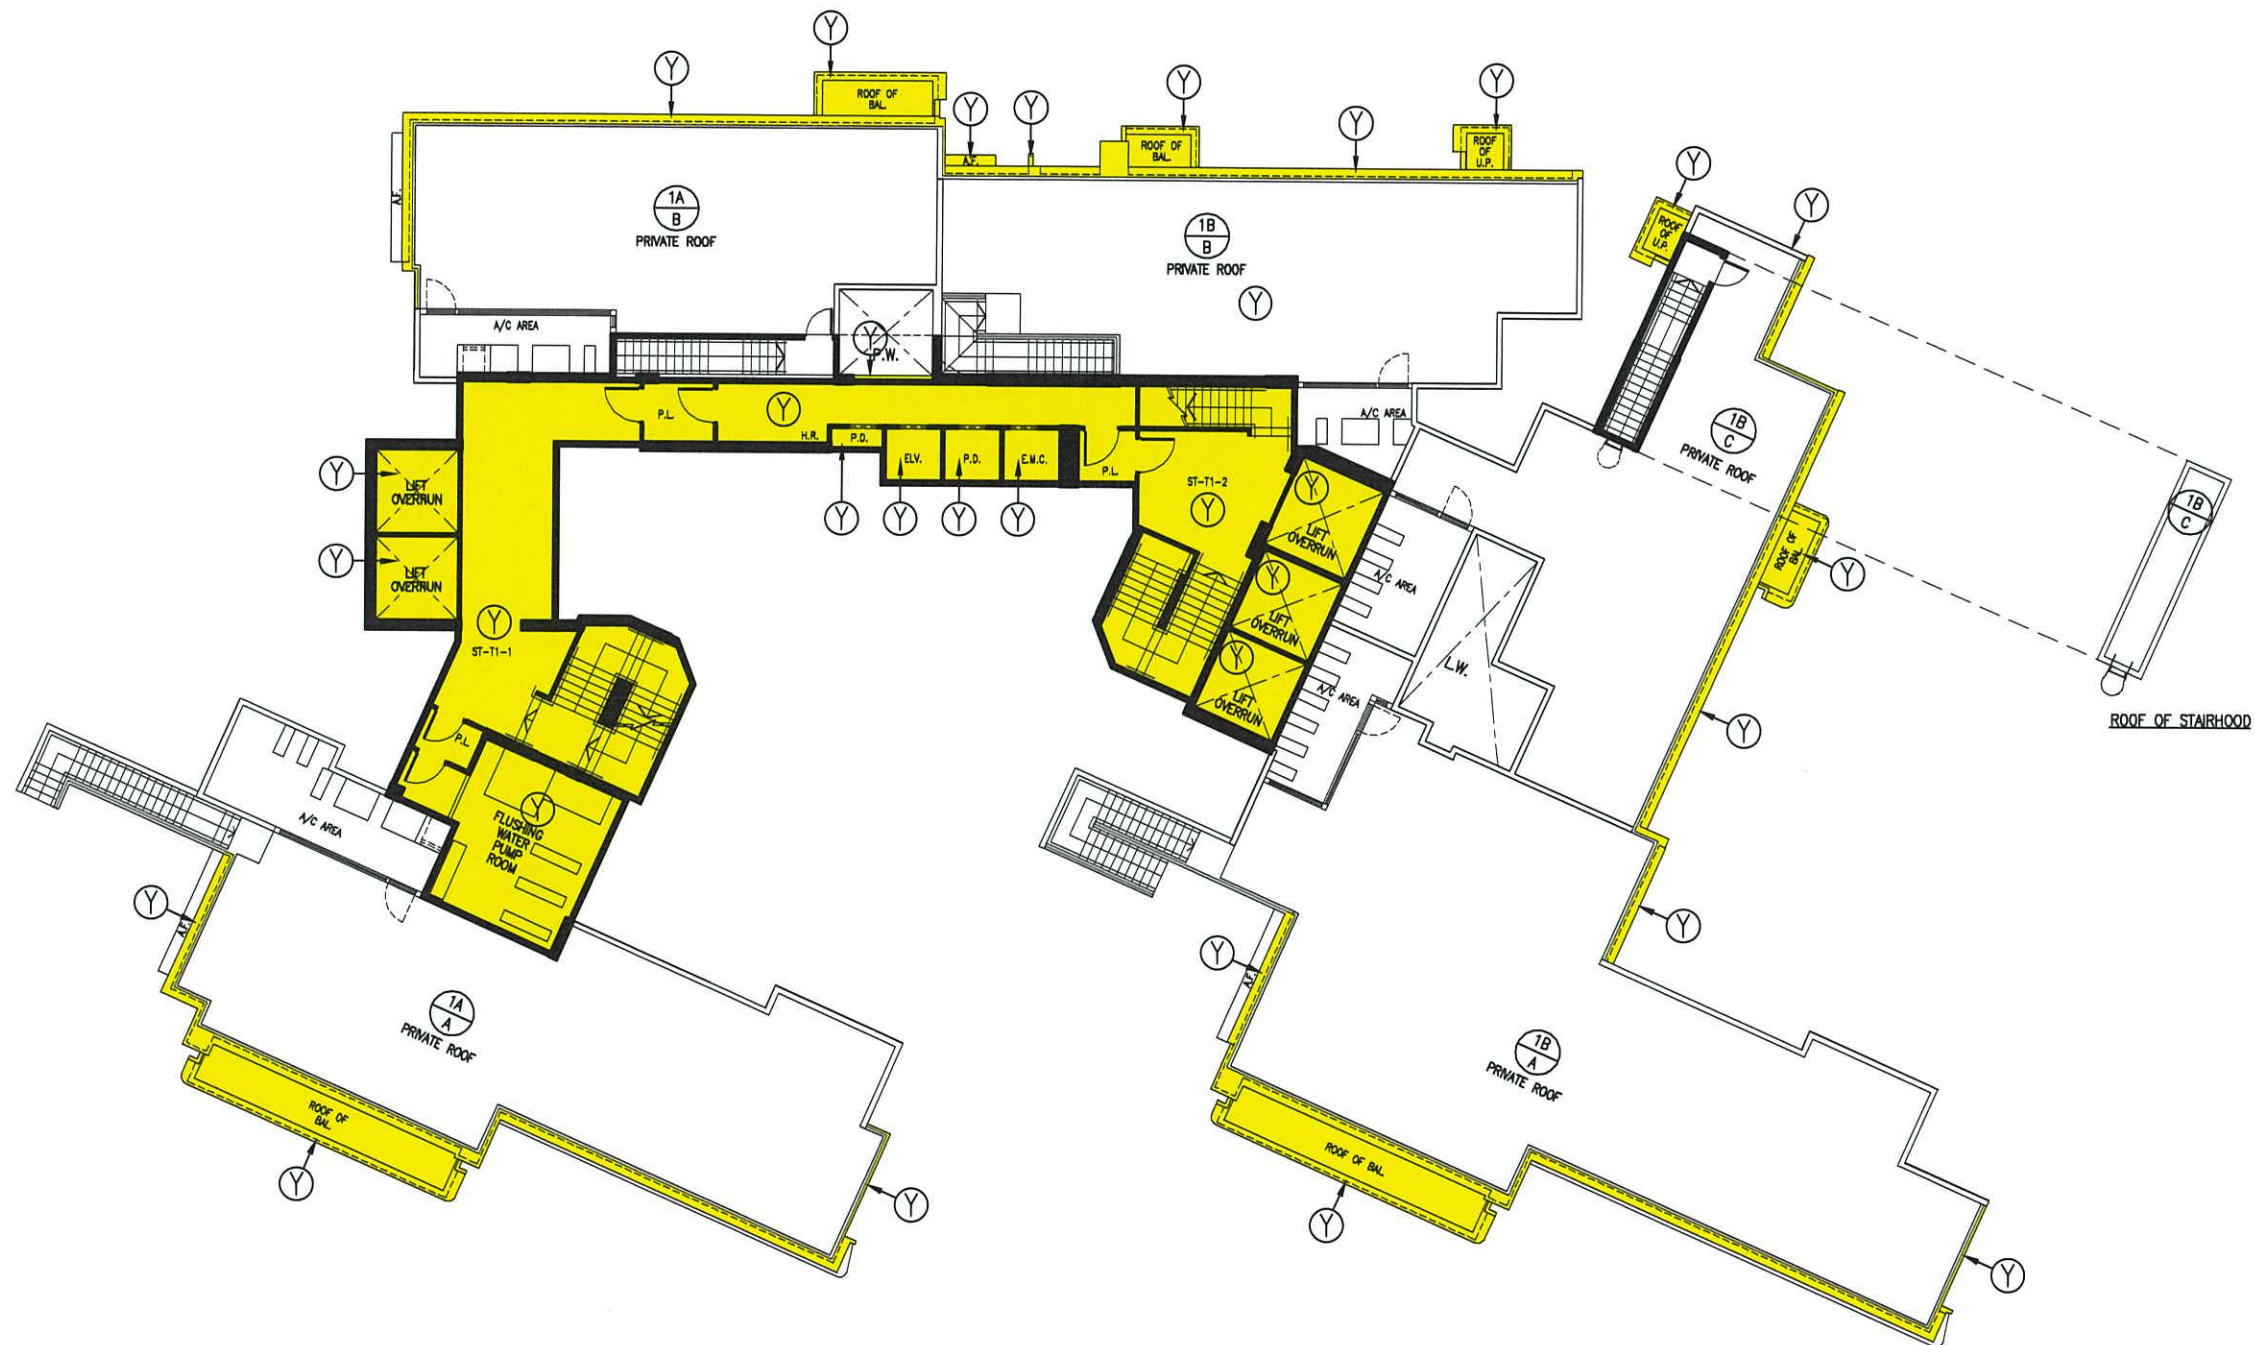 Y
Y
ROOF OF
BAL.
Y
Y
Y
Y
Y
A.F.
ROOF OF
BAL.
ROOF
OF
U.P.
Y
Y
ROOF
OF
U.P.
A.F.
1A
B
PRIVATE ROOF
1B
B
PRIVATE ROOF
Y
A/C AREA
Y
P.W.
P.L.
Y
H.R.
P.D.
ELV.
P.D.
E.M.C.
P.L.
A/C AREA
1B
C
PRIVATE ROOF
Y
LIFT
OVERRUN
Y
LIFT
OVERRUN
Y
Y
Y
Y
ST-T1-2
Y
Y
LIFT
OVERRUN
Y
LIFT
OVERRUN
Y
LIFT
OVERRUN
A/C AREA
A/C AREA
L.W.
ROOF OF
BAL.
Y
1B
C
ROOF OF STAIRHOOD
Y
Y
ST-T1-1
P.L.
Y
FLUSHING
WATER
PUMP
ROOM
A/C AREA
Y
A.F.
1A
A
PRIVATE ROOF
ROOF OF
BAL.
Y
Y
Y
A.F.
Y
1B
A
PRIVATE ROOF
ROOF OF BAL.
Y
Y